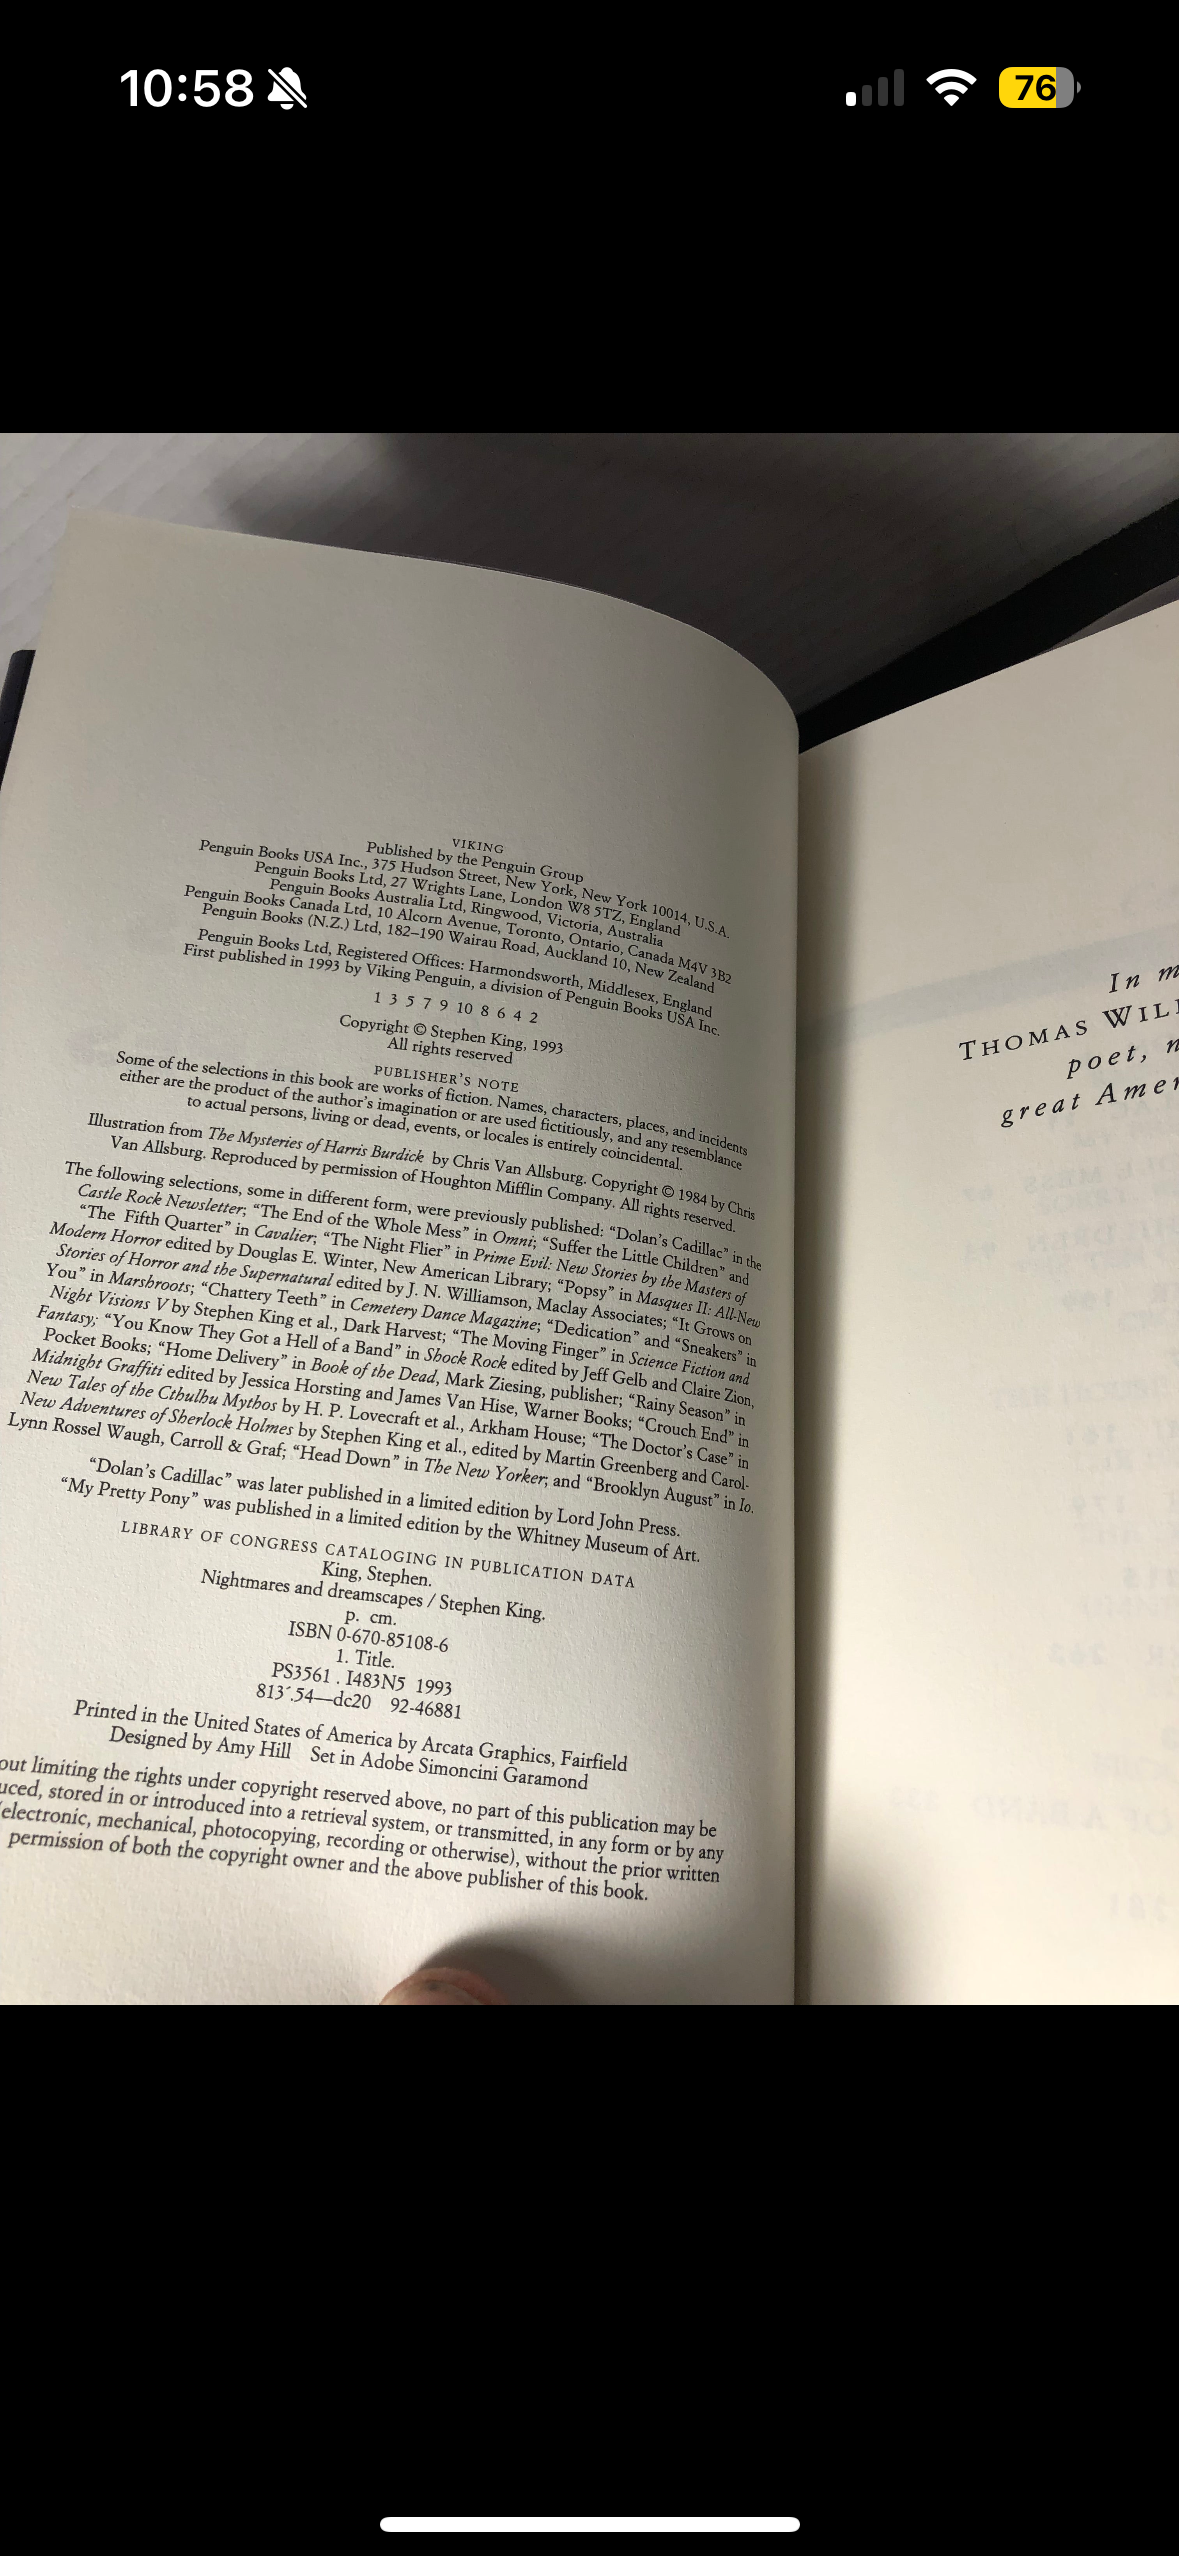 10:58
76
VIKING
Published by the Penguin Group
Penguin Books USA Inc., 375 Hudson Street, New York, New York 10014, U.S.A.
Penguin Books Ltd, 27 Wrights Lane, London W8 5TZ, England
Penguin Books Australia Ltd, Ringwood, Victoria, Australia
Penguin Books Canada Ltd, 10 Alcorn Avenue, Toronto, Ontario, Canada M4V 3B2
Penguin Books (N.Z.) Ltd, 182–190 Wairau Road, Auckland 10, New Zealand
Penguin Books Ltd, Registered Offices: Harmondsworth, Middlesex, England
First published in 1993 by Viking Penguin, a division of Penguin Books USA Inc.
1 3 5 7 9 10 8 6 4 2
Copyright © Stephen King, 1993
All rights reserved
PUBLISHER'S NOTE
Some of the selections in this book are works of fiction. Names, characters, places, and incidents
either are the product of the author's imagination or are used fictitiously, and any resemblance
to actual persons, living or dead, events, or locales is entirely coincidental.
Illustration from The Mysteries of Harris Burdick by Chris Van Allsburg. Copyright © 1984 by Chris
Van Allsburg. Reproduced by permission of Houghton Mifflin Company. All rights reserved.
The following selections, some in different form, were previously published: "Dolan's Cadillac" in the
Castle Rock Newsletter; "The End of the Whole Mess" in Omni; "Suffer the Little Children" and
"The Fifth Quarter" in Cavalier; "The Night Flier" in Prime Evil: New Stories by the Masters of
Modern Horror edited by Douglas E. Winter, New American Library; "Popsy" in Masques II: All-New
Stories of Horror and the Supernatural edited by J. N. Williamson, Maclay Associates; "It Grows on
You" in Marshroots; "Chattery Teeth" in Cemetery Dance Magazine; "Dedication" and "Sneakers" in
Night Visions V by Stephen King et al., Dark Harvest; "The Moving Finger" in Science Fiction and
Fantasy; "You Know They Got a Hell of a Band" in Shock Rock edited by Jeff Gelb and Claire Zion,
Pocket Books; "Home Delivery" in Book of the Dead, Mark Ziesing, publisher; "Rainy Season" in
Midnight Graffiti edited by Jessica Horsting and James Van Hise, Warner Books; "Crouch End" in
New Tales of the Cthulhu Mythos by H. P. Lovecraft et al., Arkham House; "The Doctor's Case" in
New Adventures of Sherlock Holmes by Stephen King et al., edited by Martin Greenberg and Carol-
Lynn Rossel Waugh, Carroll & Graf; "Head Down" in The New Yorker; and "Brooklyn August" in Io.
"Dolan's Cadillac" was later published in a limited edition by Lord John Press.
"My Pretty Pony" was published in a limited edition by the Whitney Museum of Art.
LIBRARY OF CONGRESS CATALOGING IN PUBLICATION DATA
King, Stephen.
Nightmares and dreamscapes / Stephen King.
p. cm.
ISBN 0-670-85108-6
1. Title.
PS3561 . I483N5 1993
813´.54—dc20 92-46881
Printed in the United States of America by Arcata Graphics, Fairfield
Designed by Amy Hill Set in Adobe Simoncini Garamond
out limiting the rights under copyright reserved above, no part of this publication may be
uced, stored in or introduced into a retrieval system, or transmitted, in any form or by any
(electronic, mechanical, photocopying, recording or otherwise), without the prior written
permission of both the copyright owner and the above publisher of this book.
In m
THOMAS WIL
poet, n
great Amer